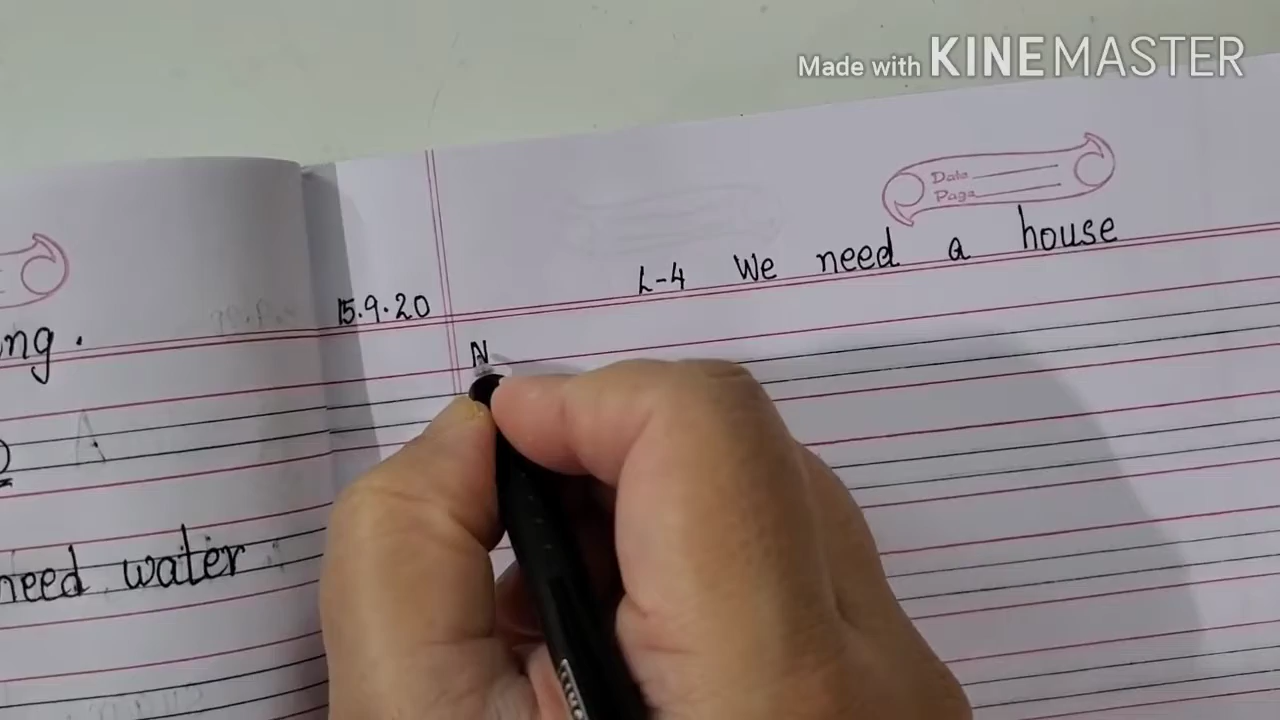 Made with KINEMASTER
Date
Page
L-4 We need a house
15.9.20
N
ng.
need water